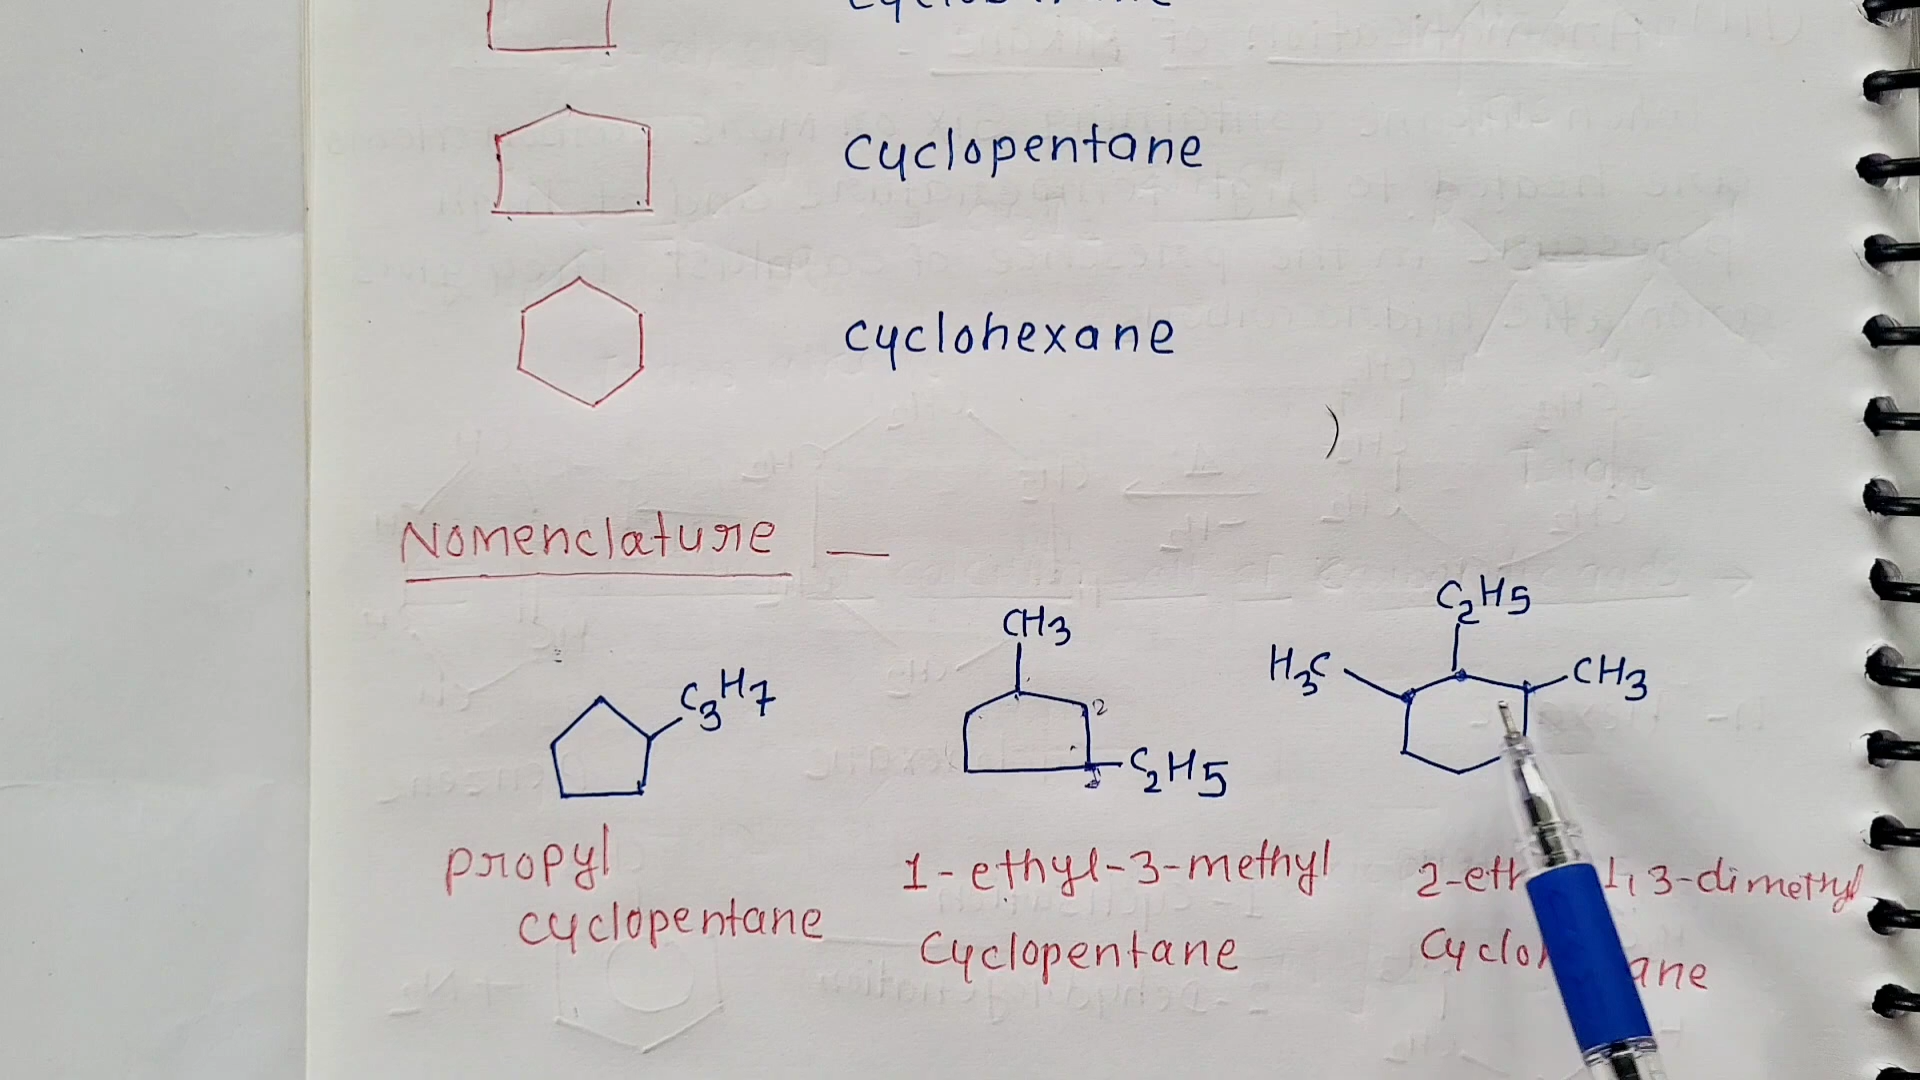 Cyclopentane
Cyclohexane
Nomenclature —
C3H7
propyl
cyclopentane
CH3
2
C2H5
1-ethyl-3-methyl
Cyclopentane
C2H5
H3C
CH3
1,3-dimethyl